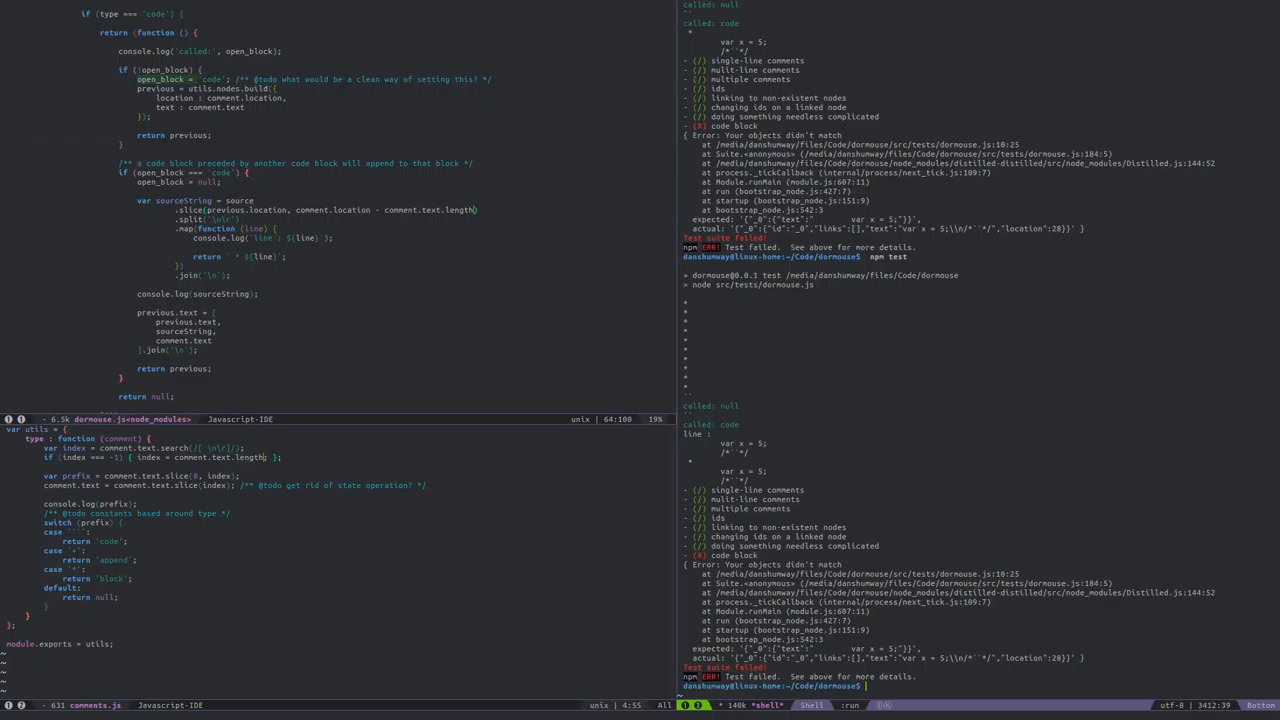 if (type === 'code') {
return (function () {
console.log('called:', open_block);
if (!open_block) {
open_block = 'code'; /** @todo what would be a clean way of setting this? */
previous = utils.nodes.build({
location : comment.location,
text : comment.text
});
return previous;
}
/** a code block preceded by another code block will append to that block */
if (open_block === 'code') {
open_block = null;
var sourceString = source
.slice(previous.location, comment.location - comment.text.length)
.split('\n\r')
.map(function (line) {
console.log(`line : ${line}`);
return ` * ${line}`;
})
.join('\n');
console.log(sourceString);
previous.text = [
previous.text,
sourceString,
comment.text
].join('\n');
return previous;
}
return null;
- 6.5k dormouse.js<node_modules> Javascript-IDE unix | 64:100 19%
var utils = {
type : function (comment) {
var index = comment.text.search(/[ \n\r]/);
if (index === -1) { index = comment.text.length; };
var prefix = comment.text.slice(0, index);
comment.text = comment.text.slice(index); /** @todo get rid of state operation? */
console.log(prefix);
/** @todo constants based around type */
switch (prefix) {
case '``':
return 'code';
case '+':
return 'append';
case '*':
return 'block';
default:
return null;
}
}
};
module.exports = utils;
~
~
~
~
~
- 631 comments.js Javascript-IDE unix | 4:55 All
called: null
``
called: code
*
var x = 5;
/*``*/
- (/) single-line comments
- (/) mulit-line comments
- (/) multiple comments
- (/) ids
- (/) linking to non-existent nodes
- (/) changing ids on a linked node
- (/) doing something needless complicated
- (X) code block
{ Error: Your objects didn't match
at /media/danshumway/files/Code/dormouse/src/tests/dormouse.js:10:25
at Suite.<anonymous> (/media/danshumway/files/Code/dormouse/src/tests/dormouse.js:184:5)
at /media/danshumway/files/Code/dormouse/node_modules/distilled-distilled/src/node_modules/Distilled.js:144:52
at process._tickCallback (internal/process/next_tick.js:109:7)
at Module.runMain (module.js:607:11)
at run (bootstrap_node.js:427:7)
at startup (bootstrap_node.js:151:9)
at bootstrap_node.js:542:3
expected: '{"_0":{"text":" var x = 5;"}}',
actual: '{"_0":{"id":"_0","links":[],"text":"var x = 5;\\n/*``*/","location":28}}' }
Test suite failed!
npm ERR! Test failed. See above for more details.
danshumway@linux-home:~/Code/dormouse$ npm test
> dormouse@0.0.1 test /media/danshumway/files/Code/dormouse
> node src/tests/dormouse.js
*
*
*
*
*
*
*
*
*
*
``
called: null
``
called: code
line :
var x = 5;
/*``*/
*
var x = 5;
/*``*/
- (/) single-line comments
- (/) mulit-line comments
- (/) multiple comments
- (/) ids
- (/) linking to non-existent nodes
- (/) changing ids on a linked node
- (/) doing something needless complicated
- (X) code block
{ Error: Your objects didn't match
at /media/danshumway/files/Code/dormouse/src/tests/dormouse.js:10:25
at Suite.<anonymous> (/media/danshumway/files/Code/dormouse/src/tests/dormouse.js:184:5)
at /media/danshumway/files/Code/dormouse/node_modules/distilled-distilled/src/node_modules/Distilled.js:144:52
at process._tickCallback (internal/process/next_tick.js:109:7)
at Module.runMain (module.js:607:11)
at run (bootstrap_node.js:427:7)
at startup (bootstrap_node.js:151:9)
at bootstrap_node.js:542:3
expected: '{"_0":{"text":" var x = 5;"}}',
actual: '{"_0":{"id":"_0","links":[],"text":"var x = 5;\\n/*``*/","location":28}}' }
Test suite failed!
npm ERR! Test failed. See above for more details.
danshumway@linux-home:~/Code/dormouse$
~
* 140k *shell* Shell :run utf-8 | 3412:39 Bottom